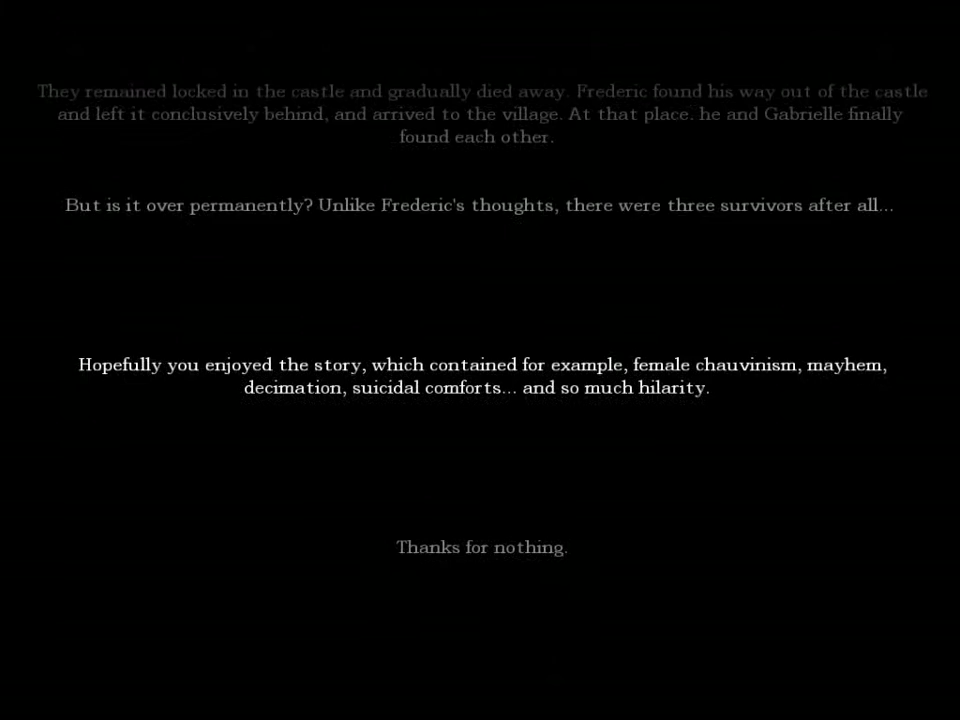 They remained locked in the castle and gradually died away. Frederic found his way out of the castle
and left it conclusively behind, and arrived to the village. At that place. he and Gabrielle finally
found each other.
But is it over permanently? Unlike Frederic's thoughts, there were three survivors after all...
Hopefully you enjoyed the story, which contained for example, female chauvinism, mayhem,
decimation, suicidal comforts... and so much hilarity.
Thanks for nothing.